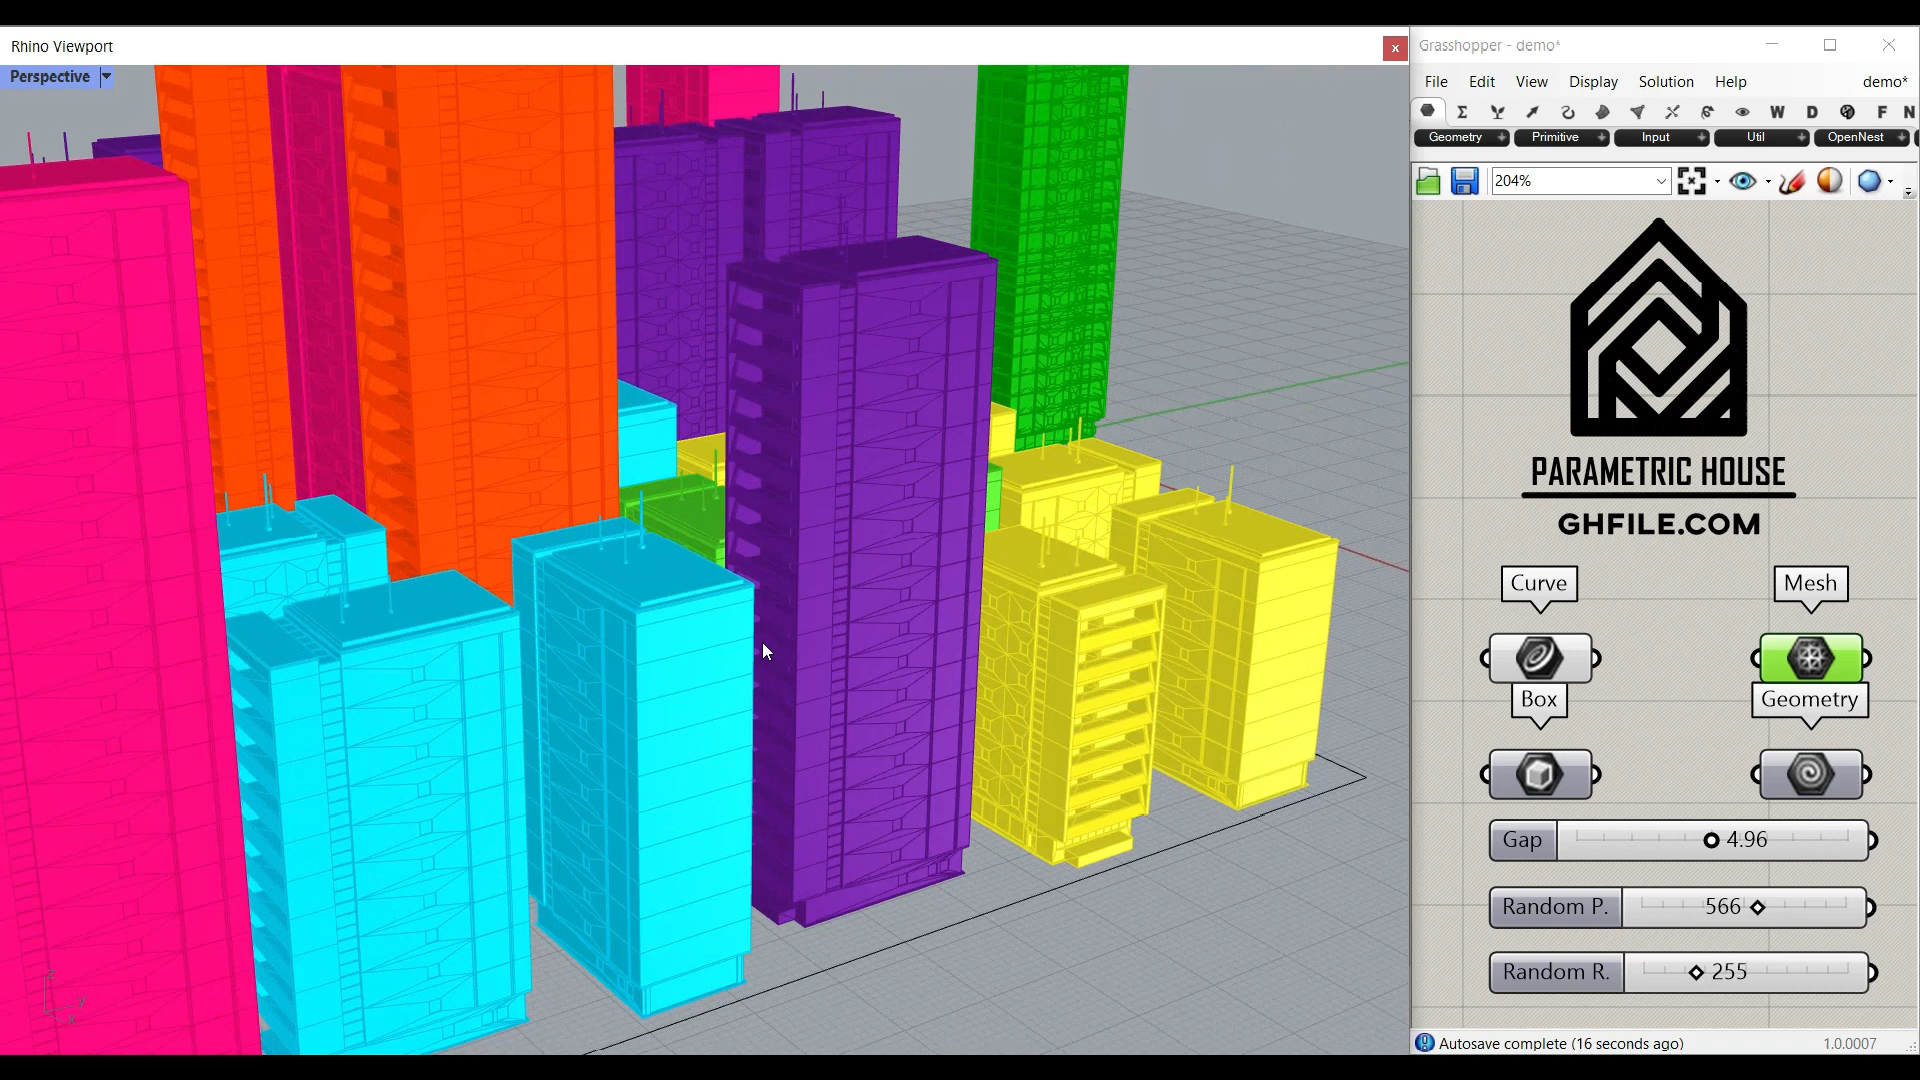 Rhino Viewport
x
Perspective
Grasshopper - demo*
File Edit View Display Solution Help demo*
W D F N
Geometry Primitive Input Util OpenNest
204%
PARAMETRIC HOUSE
GHFILE.COM
Curve Mesh
Box Geometry
Gap 4.96
Random P. 566
Random R. 255
z
y
x
Autosave complete (16 seconds ago) 1.0.0007